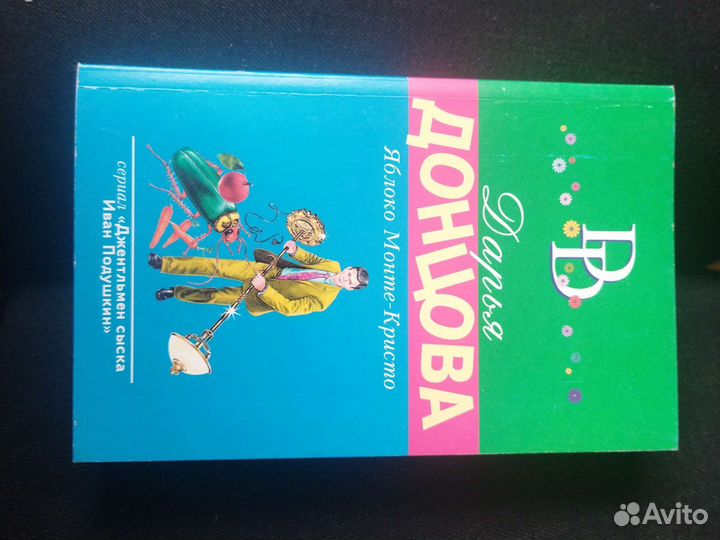 Дарья
ДОНЦОВА
Яблоко Монте-Кристо
сериал «Джентльмен сыска
Иван Подушкин»
Avito